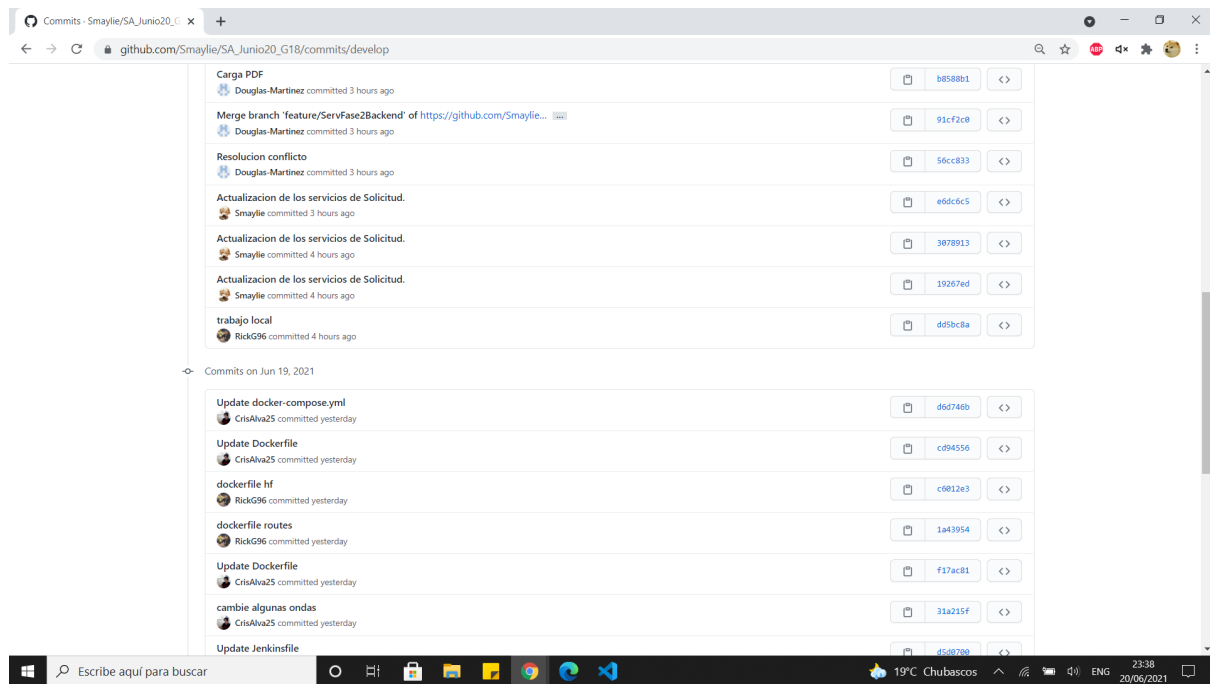 Commits · Smaylie/SA_Junio20_G
github.com/Smaylie/SA_Junio20_G18/commits/develop
ABP
Carga PDF
Douglas-Martinez committed 3 hours ago
b8588b1
Merge branch 'feature/ServFase2Backend' of https://github.com/Smaylie... ...
Douglas-Martinez committed 3 hours ago
91cf2c0
Resolucion conflicto
Douglas-Martinez committed 3 hours ago
56cc833
Actualizacion de los servicios de Solicitud.
Smaylie committed 3 hours ago
e6dc6c5
Actualizacion de los servicios de Solicitud.
Smaylie committed 4 hours ago
3078913
Actualizacion de los servicios de Solicitud.
Smaylie committed 4 hours ago
19267ed
trabajo local
RickG96 committed 4 hours ago
dd5bc8a
Commits on Jun 19, 2021
Update docker-compose.yml
CrisAlva25 committed yesterday
d6d746b
Update Dockerfile
CrisAlva25 committed yesterday
cd94556
dockerfile hf
RickG96 committed yesterday
c6012e3
dockerfile routes
RickG96 committed yesterday
1a43954
Update Dockerfile
CrisAlva25 committed yesterday
f17ac81
cambie algunas ondas
CrisAlva25 committed yesterday
31a215f
Update Jenkinsfile
d5d0700
Escribe aquí para buscar
19°C Chubascos
ENG
23:38
20/06/2021